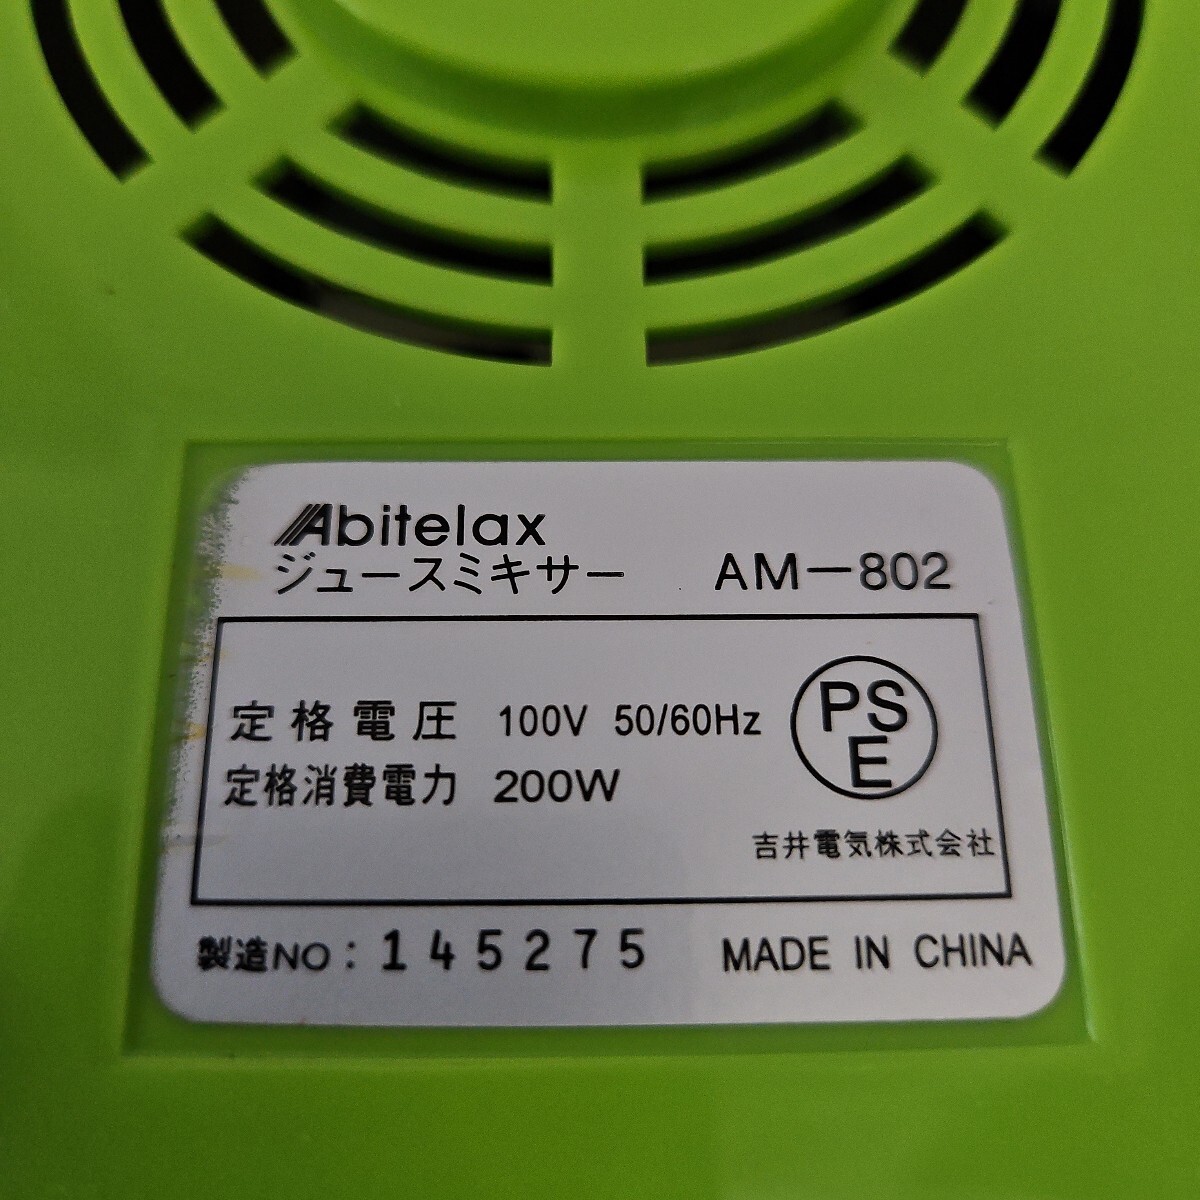 Abitelax
ジュースミキサー AM-802
定格電圧 100V 50/60Hz
定格消費電力 200W
PS
E
吉井電気株式会社
製造NO:145275 MADE IN CHINA